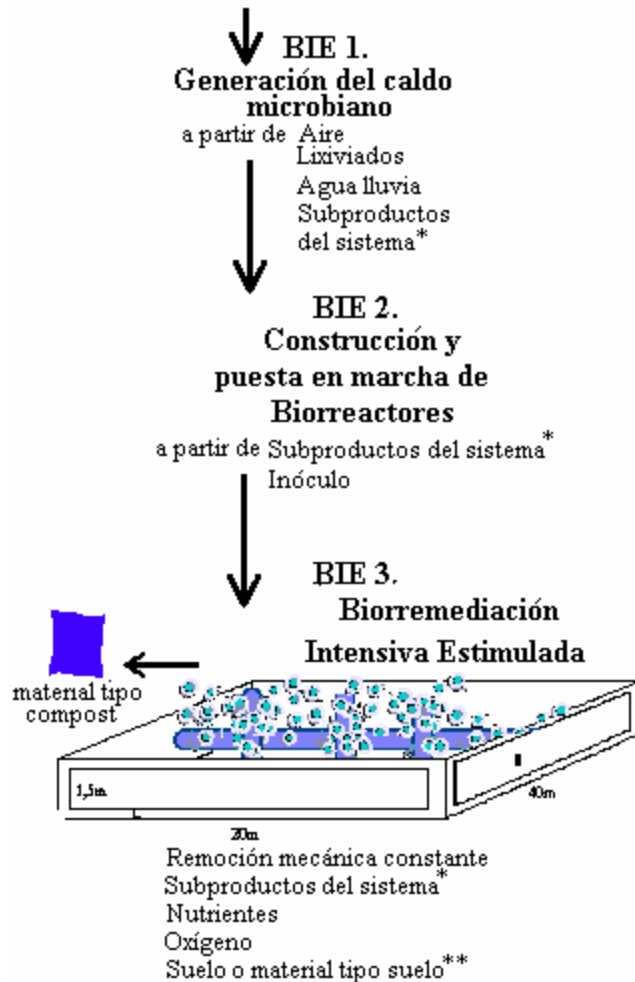 BIE 1.
Generación del caldo
microbiano
a partir de Aire
Lixiviados
Agua lluvia
Subproductos
del sistema*
BIE 2.
Construcción y
puesta en marcha de
Biorreactores
a partir de Subproductos del sistema*
Inóculo
BIE 3.
Biorremediación
Intensiva Estimulada
material tipo
compost
1,5m.
20m
40m
Remoción mecánica constante
Subproductos del sistema*
Nutrientes
Oxígeno
Suelo o material tipo suelo**